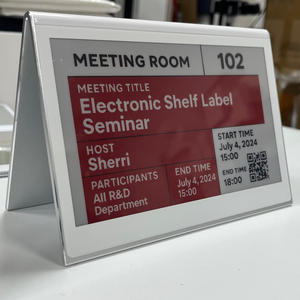 MEETING ROOM 102
MEETING TITLE
Electronic Shelf Label
Seminar
HOST
Sherri
PARTICIPANTS
All R&D
Department
END TIME
July 4, 2024
15:00
START TIME
July 4, 2024
15:00
END TIME
18:00